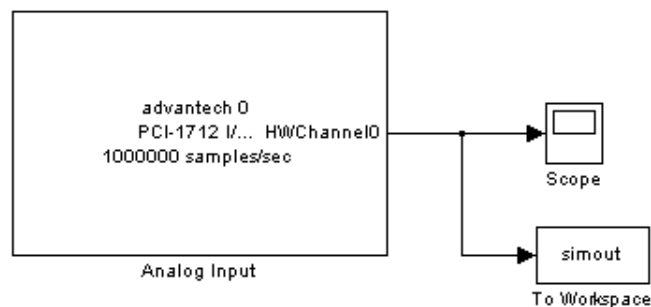 advantech 0
PCI-1712 I/... HWChannel0
1000000 samples/sec
Analog Input
Scope
simout
To Workspace